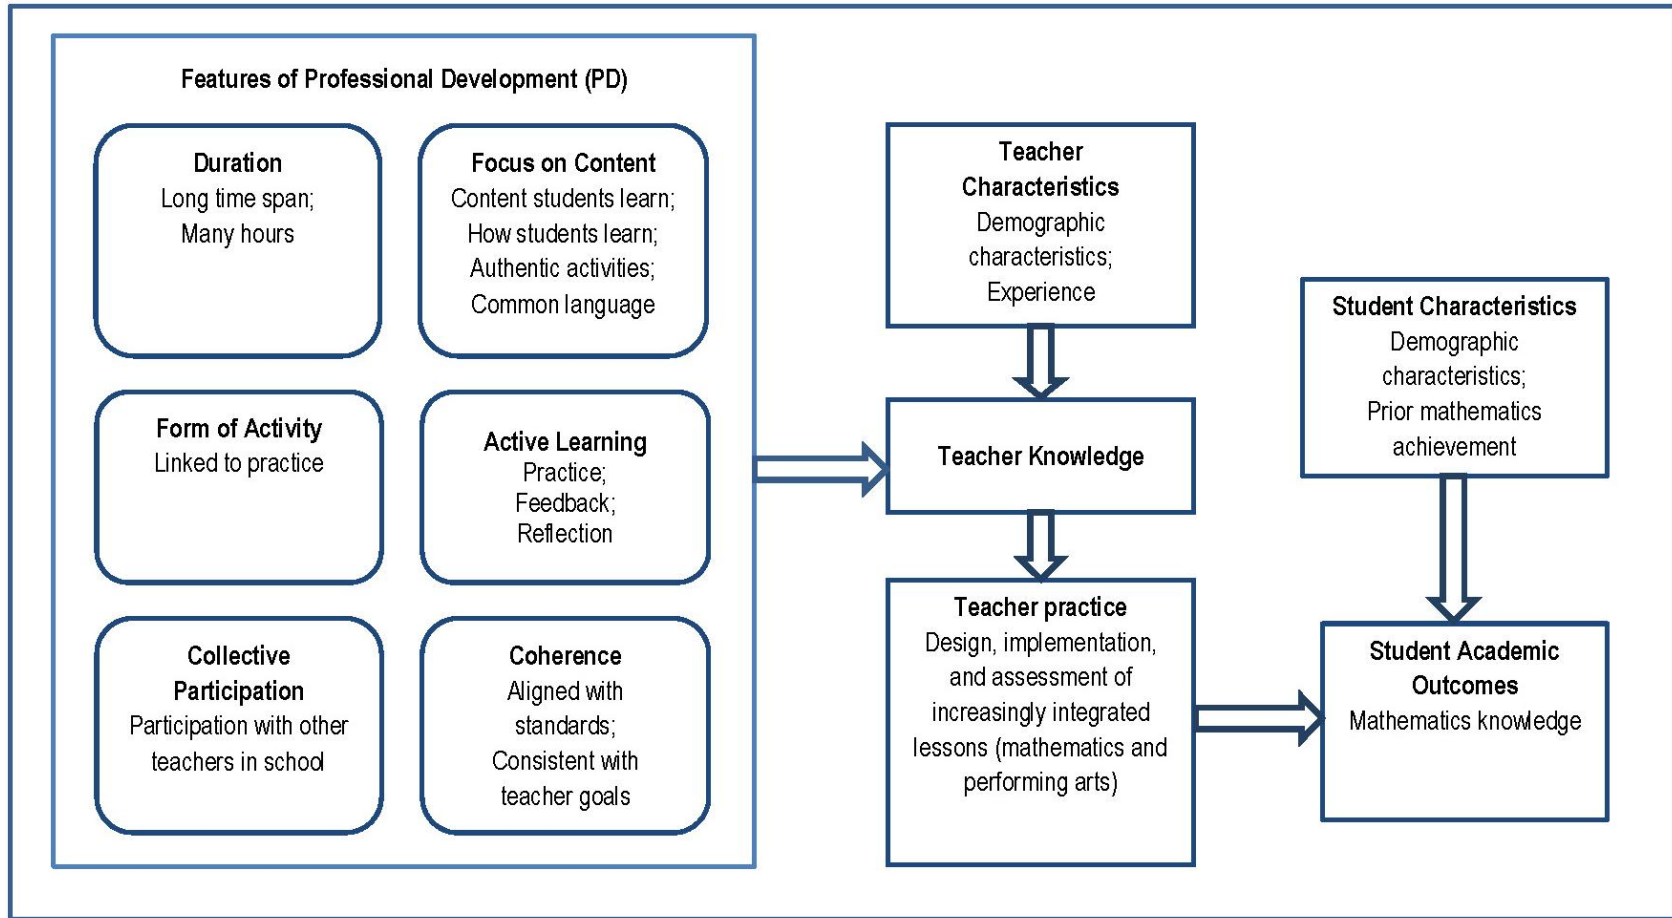 Features of Professional Development (PD)
Duration
Long time span;
Many hours
Focus on Content
Content students learn;
How students learn;
Authentic activities;
Common language
Form of Activity
Linked to practice
Active Learning
Practice;
Feedback;
Reflection
Collective
Participation
Participation with other
teachers in school
Coherence
Aligned with
standards;
Consistent with
teacher goals
Teacher
Characteristics
Demographic
characteristics;
Experience
Teacher Knowledge
Teacher practice
Design, implementation,
and assessment of
increasingly integrated
lessons (mathematics and
performing arts)
Student Characteristics
Demographic
characteristics;
Prior mathematics
achievement
Student Academic
Outcomes
Mathematics knowledge